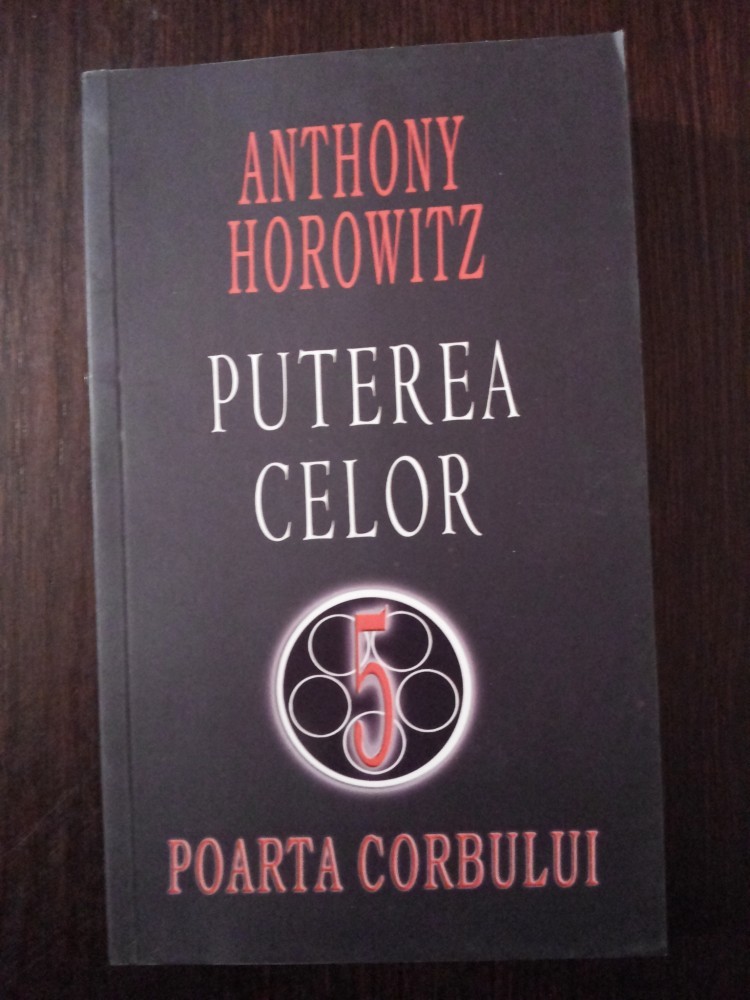 ANTHONY
HOROWITZ
PUTEREA
CELOR
5
POARTA CORBULUI